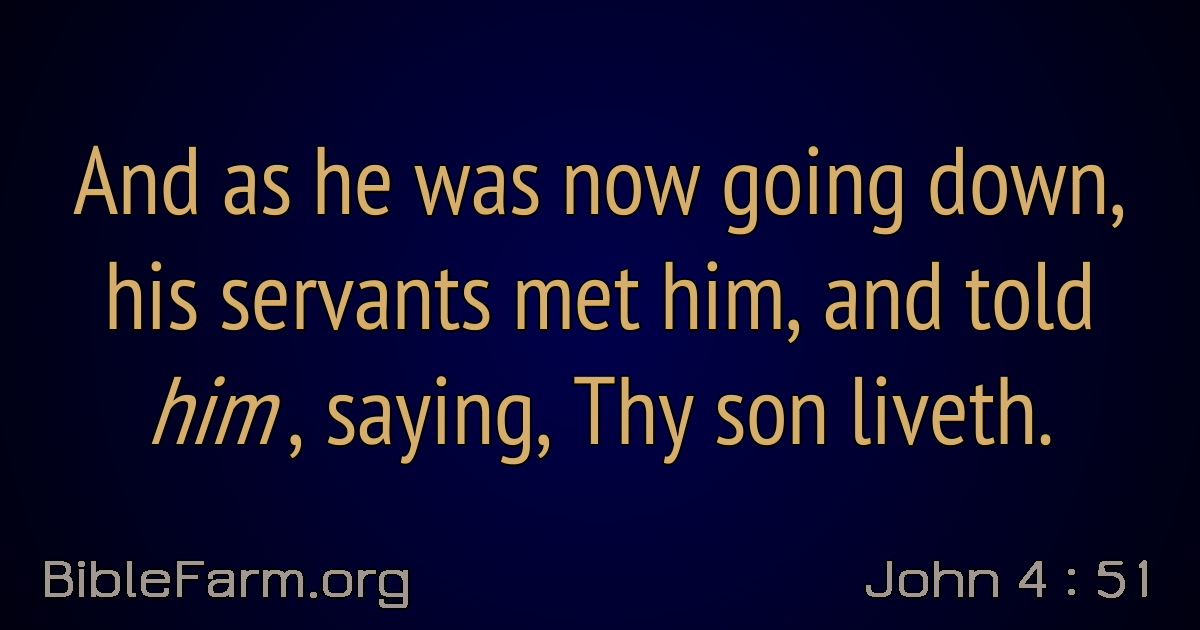 And as he was now going down,
his servants met him, and told
him , saying, Thy son liveth.
BibleFarm.org
John 4 : 51